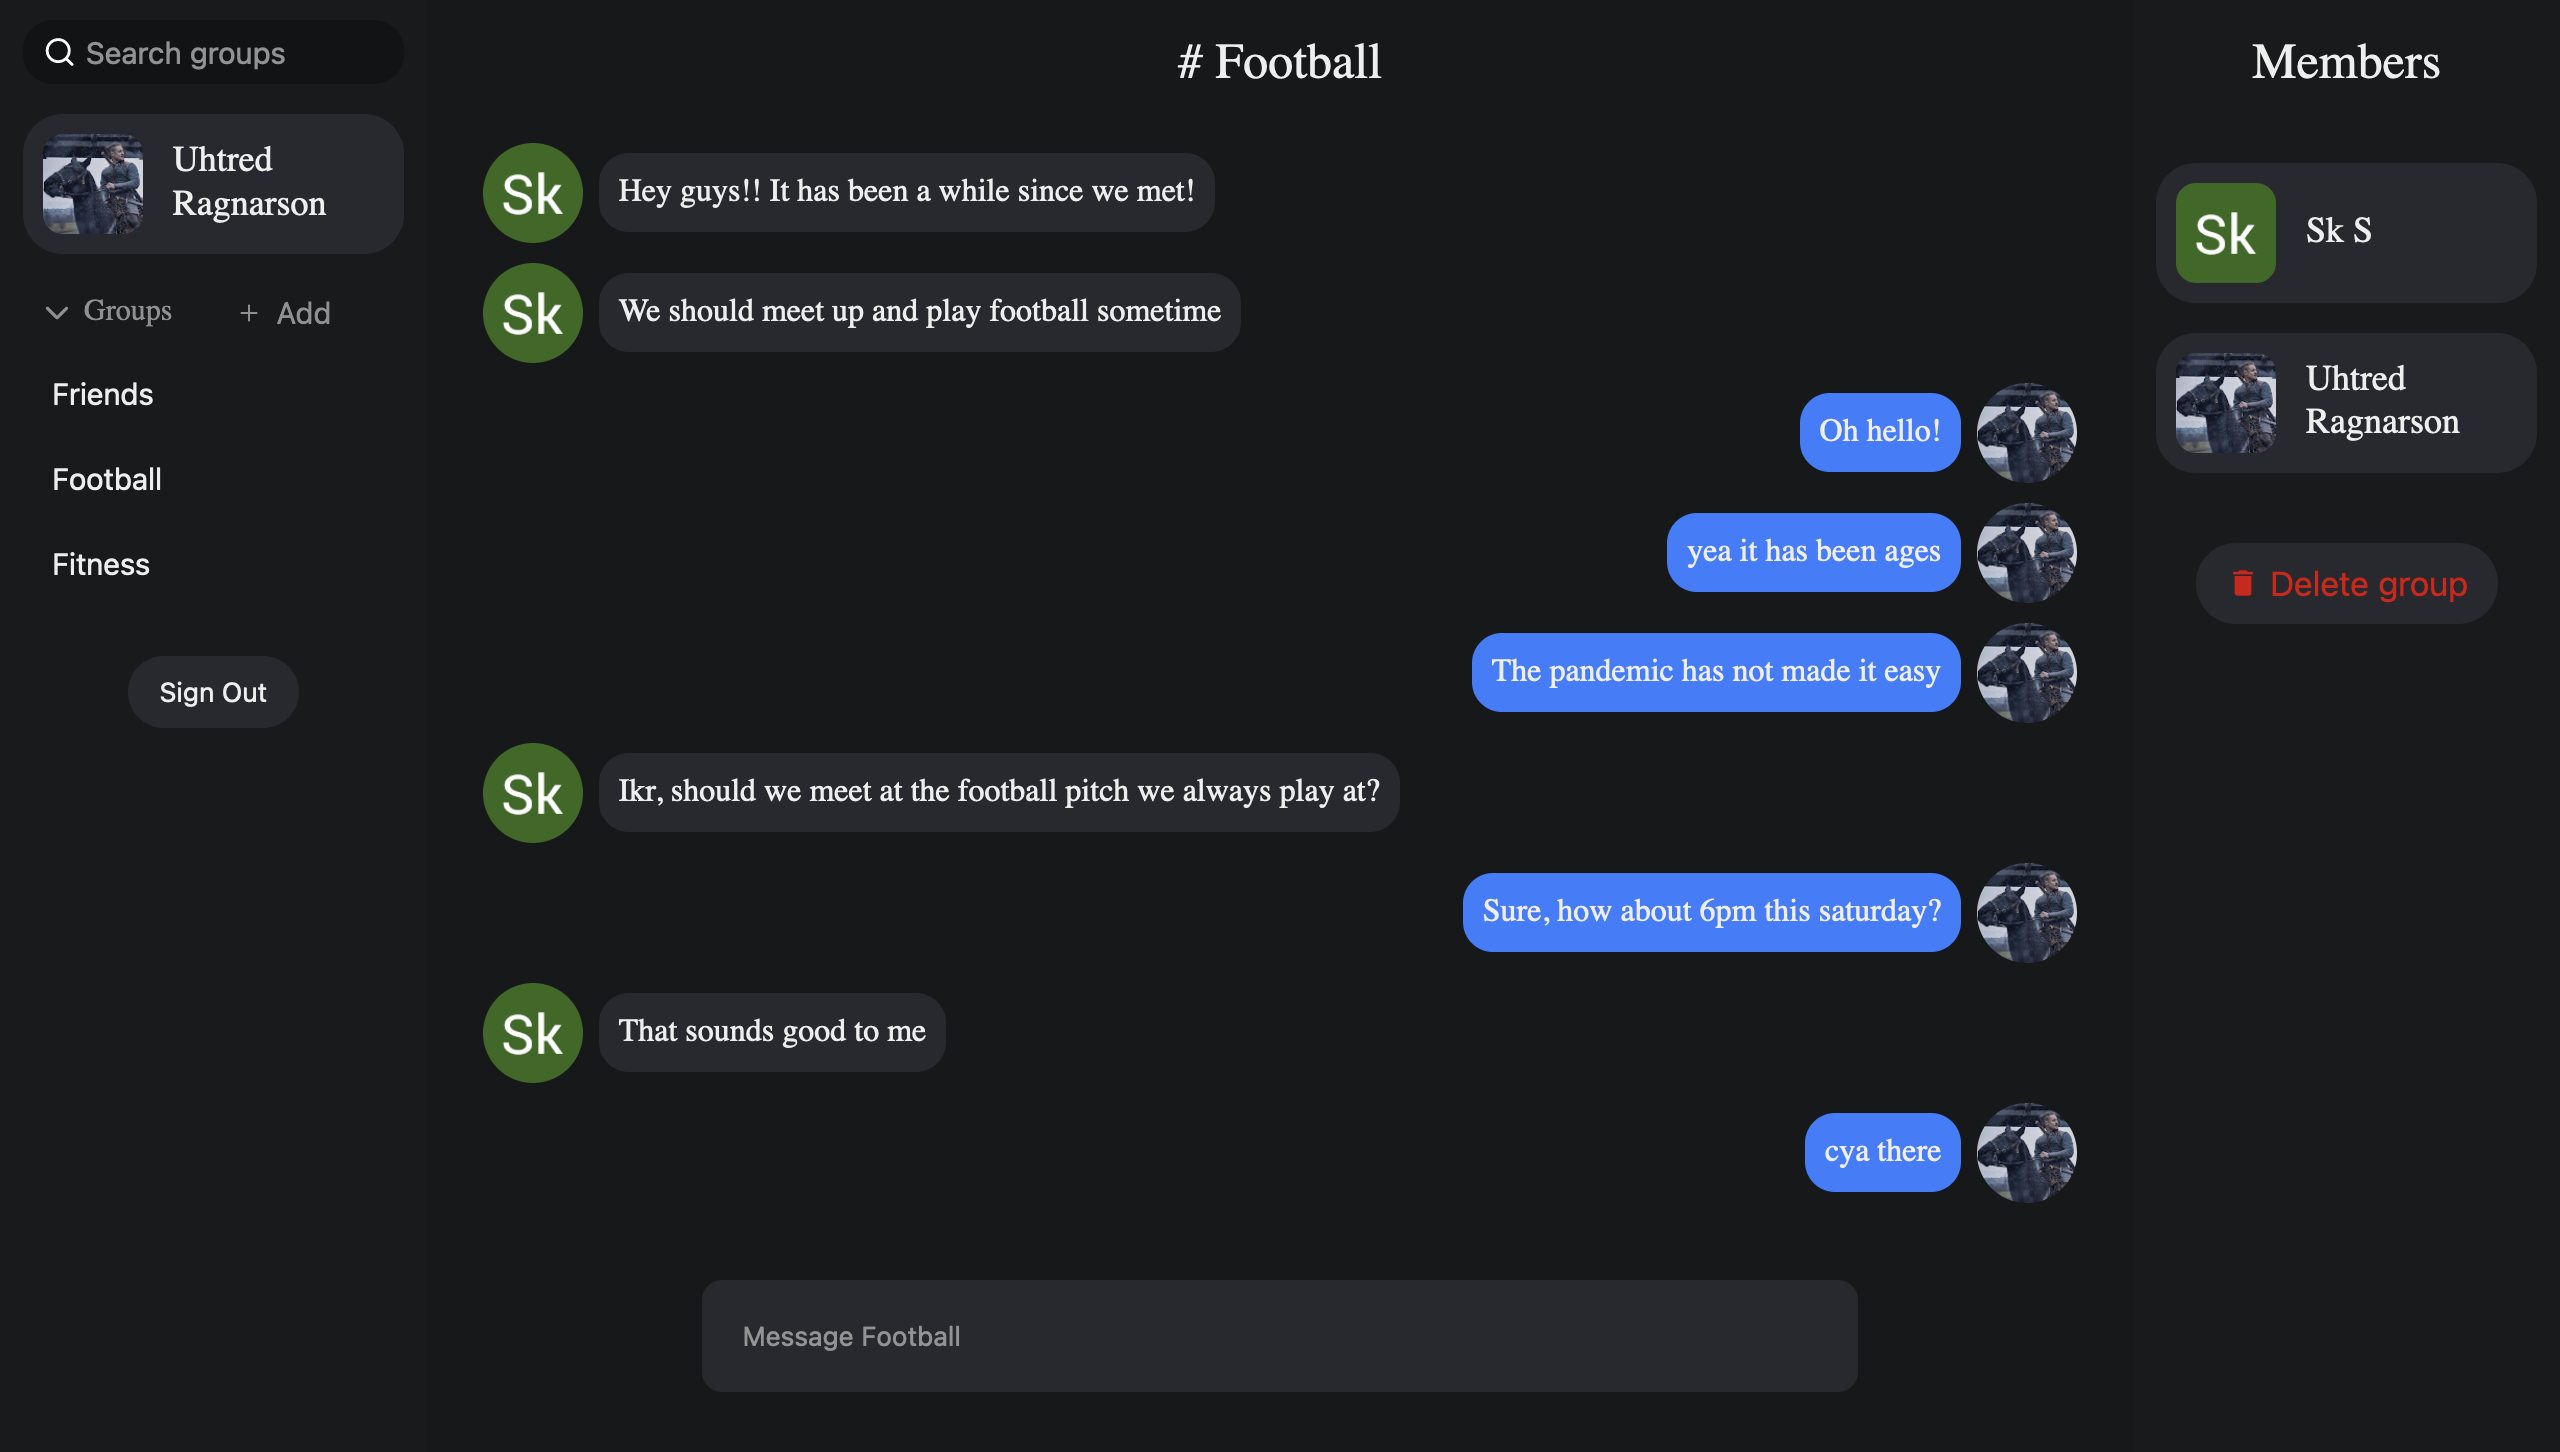 Search groups
Uhtred
Ragnarson
Groups
+ Add
Friends
Football
Fitness
Sign Out
# Football
Sk
Hey guys!! It has been a while since we met!
Sk
We should meet up and play football sometime
Oh hello!
yea it has been ages
The pandemic has not made it easy
Sk
Ikr, should we meet at the football pitch we always play at?
Sure, how about 6pm this saturday?
Sk
That sounds good to me
cya there
Message Football
Members
Sk
Sk S
Uhtred
Ragnarson
Delete group